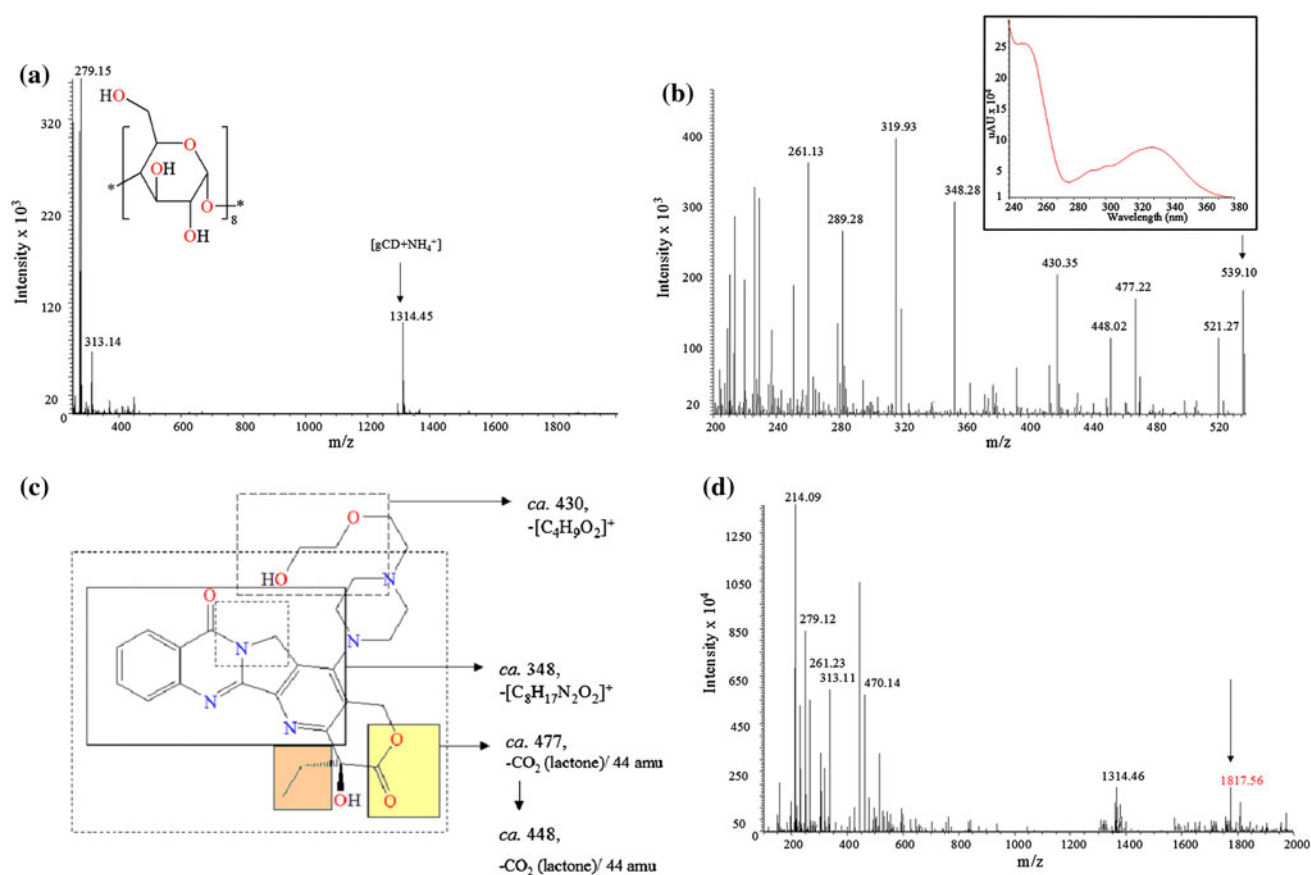 (a)
279.15
320
220
120
20
Intensity x 10³
HO
O
OH
*
O
8
*
OH
313.14
[gCD+NH₄⁺]
1314.45
200 400 600 800 1000 1200 1400 1600 1800
m/z
(b)
400
300
200
100
20
Intensity x 10³
261.13
289.28
319.93
348.28
430.35
448.02
477.22
521.27
539.10
200 240 280 320 360 400 440 480 520
m/z
25
20
15
10
5
1
uAU x 10⁴
240 260 280 300 320 340 360 380
Wavelength (nm)
(c)
O
HO
N
N
O
N
N
N
O
O
OH
ca. 430,
-[C₄H₉O₂]⁺
ca. 348,
-[C₈H₁₇N₂O₂]⁺
ca. 477,
-CO₂ (lactone)/ 44 amu
ca. 448,
-CO₂ (lactone)/ 44 amu
(d)
1250
1050
850
650
450
250
50
Intensity x 10⁴
214.09
279.12
261.23
313.11
470.14
1314.46
1817.56
200 400 600 800 1000 1200 1400 1600 1800 2000
m/z